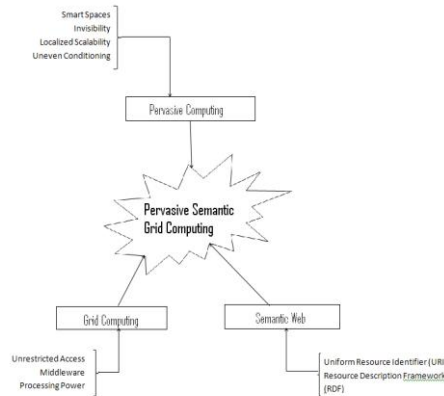 Smart Spaces
Invisibility
Localized Scalability
Uneven Conditioning
Pervasive Computing
Pervasive Semantic
Grid Computing
Grid Computing
Semantic Web
Unrestricted Access
Middleware
Processing Power
Uniform Resource Identifier (URI
Resource Description Framework
(RDF)